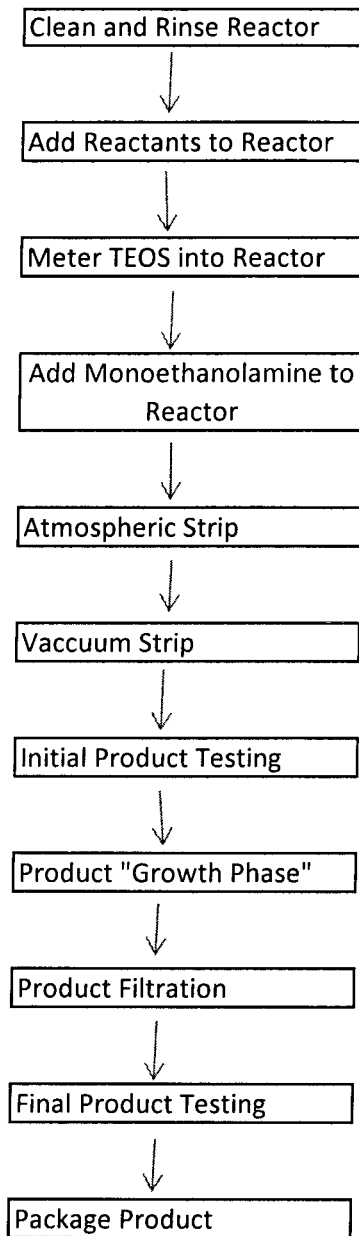 Clean and Rinse Reactor
Add Reactants to Reactor
Meter TEOS into Reactor
Add Monoethanolamine to
Reactor
Atmospheric Strip
Vaccuum Strip
Initial Product Testing
Product "Growth Phase"
Product Filtration
Final Product Testing
Package Product